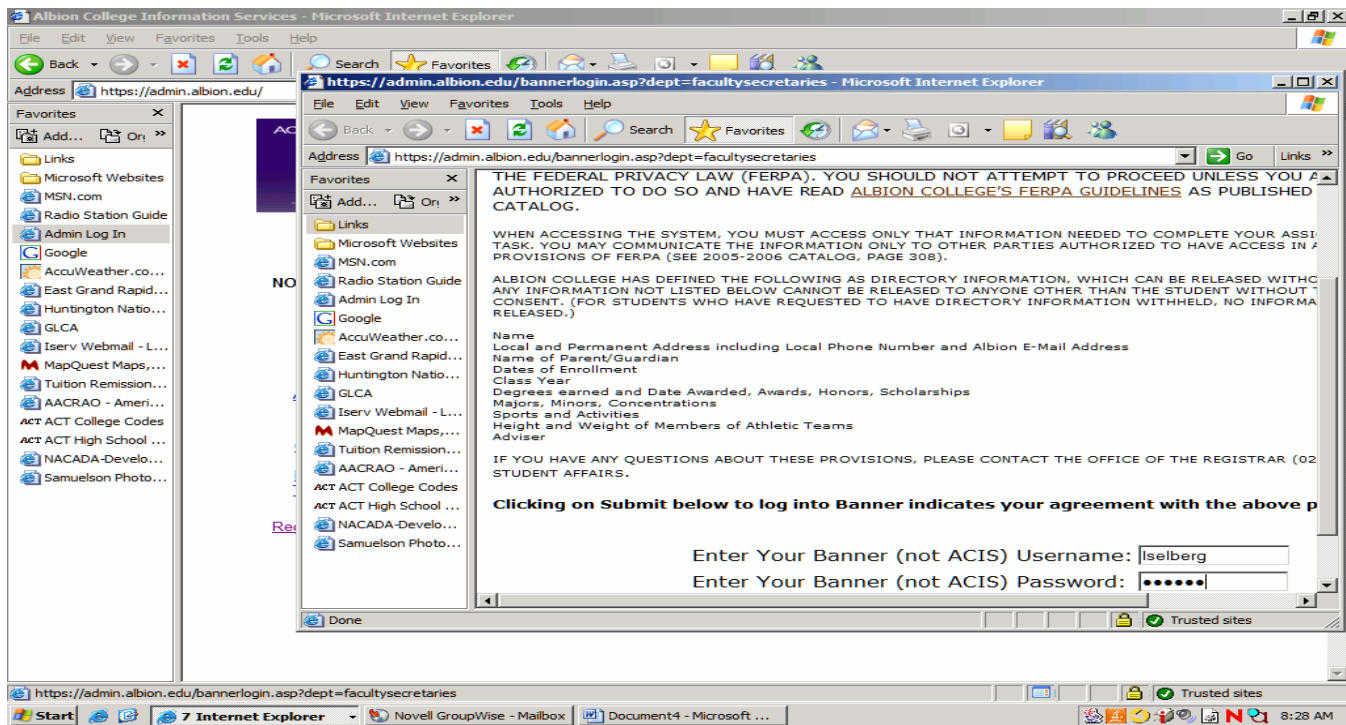 Albion College Information Services - Microsoft Internet Explorer
File Edit View Favorites Tools Help
Back Search Favorites
Address https://admin.albion.edu/
Favorites
Add...
Links
Microsoft Websites
MSN.com
Radio Station Guide
Admin Log In
Google
AccuWeather.co...
East Grand Rapid...
Huntington Natio...
GLCA
Iserv Webmail - L...
MapQuest Maps,...
Tuition Remission...
AACRAO - Ameri...
ACT ACT College Codes
ACT ACT High School ...
NACADA-Develo...
Samuelson Photo...
AC
NO
Reg
https://admin.albion.edu/bannerlogin.asp?dept=facultysecretaries - Microsoft Internet Explorer
File Edit View Favorites Tools Help
Back Search Favorites
Address https://admin.albion.edu/bannerlogin.asp?dept=facultysecretaries Go Links »
Favorites
Add...
Links
Microsoft Websites
MSN.com
Radio Station Guide
Admin Log In
Google
AccuWeather.co...
East Grand Rapid...
Huntington Natio...
GLCA
Iserv Webmail - L...
MapQuest Maps,...
Tuition Remission...
AACRAO - Ameri...
ACT ACT College Codes
ACT ACT High School ...
NACADA-Develo...
Samuelson Photo...
THE FEDERAL PRIVACY LAW (FERPA). YOU SHOULD NOT ATTEMPT TO PROCEED UNLESS YOU A
AUTHORIZED TO DO SO AND HAVE READ ALBION COLLEGE'S FERPA GUIDELINES AS PUBLISHED
CATALOG.
WHEN ACCESSING THE SYSTEM, YOU MUST ACCESS ONLY THAT INFORMATION NEEDED TO COMPLETE YOUR ASSI
TASK. YOU MAY COMMUNICATE THE INFORMATION ONLY TO OTHER PARTIES AUTHORIZED TO HAVE ACCESS IN A
PROVISIONS OF FERPA (SEE 2005-2006 CATALOG, PAGE 308).
ALBION COLLEGE HAS DEFINED THE FOLLOWING AS DIRECTORY INFORMATION, WHICH CAN BE RELEASED WITHO
ANY INFORMATION NOT LISTED BELOW CANNOT BE RELEASED TO ANYONE OTHER THAN THE STUDENT WITHOUT T
CONSENT. (FOR STUDENTS WHO HAVE REQUESTED TO HAVE DIRECTORY INFORMATION WITHHELD, NO INFORMA
RELEASED.)
Name
Local and Permanent Address including Local Phone Number and Albion E-Mail Address
Name of Parent/Guardian
Dates of Enrollment
Class Year
Degrees earned and Date Awarded, Awards, Honors, Scholarships
Majors, Minors, Concentrations
Sports and Activities
Height and Weight of Members of Athletic Teams
Adviser
IF YOU HAVE ANY QUESTIONS ABOUT THESE PROVISIONS, PLEASE CONTACT THE OFFICE OF THE REGISTRAR (02
STUDENT AFFAIRS.
Clicking on Submit below to log into Banner indicates your agreement with the above p
Enter Your Banner (not ACIS) Username: lselberg
Enter Your Banner (not ACIS) Password: ••••••
Done Trusted sites
https://admin.albion.edu/bannerlogin.asp?dept=facultysecretaries Trusted sites
Start 7 Internet Explorer Novell GroupWise - Mailbox Document4 - Microsoft ... 8:28 AM